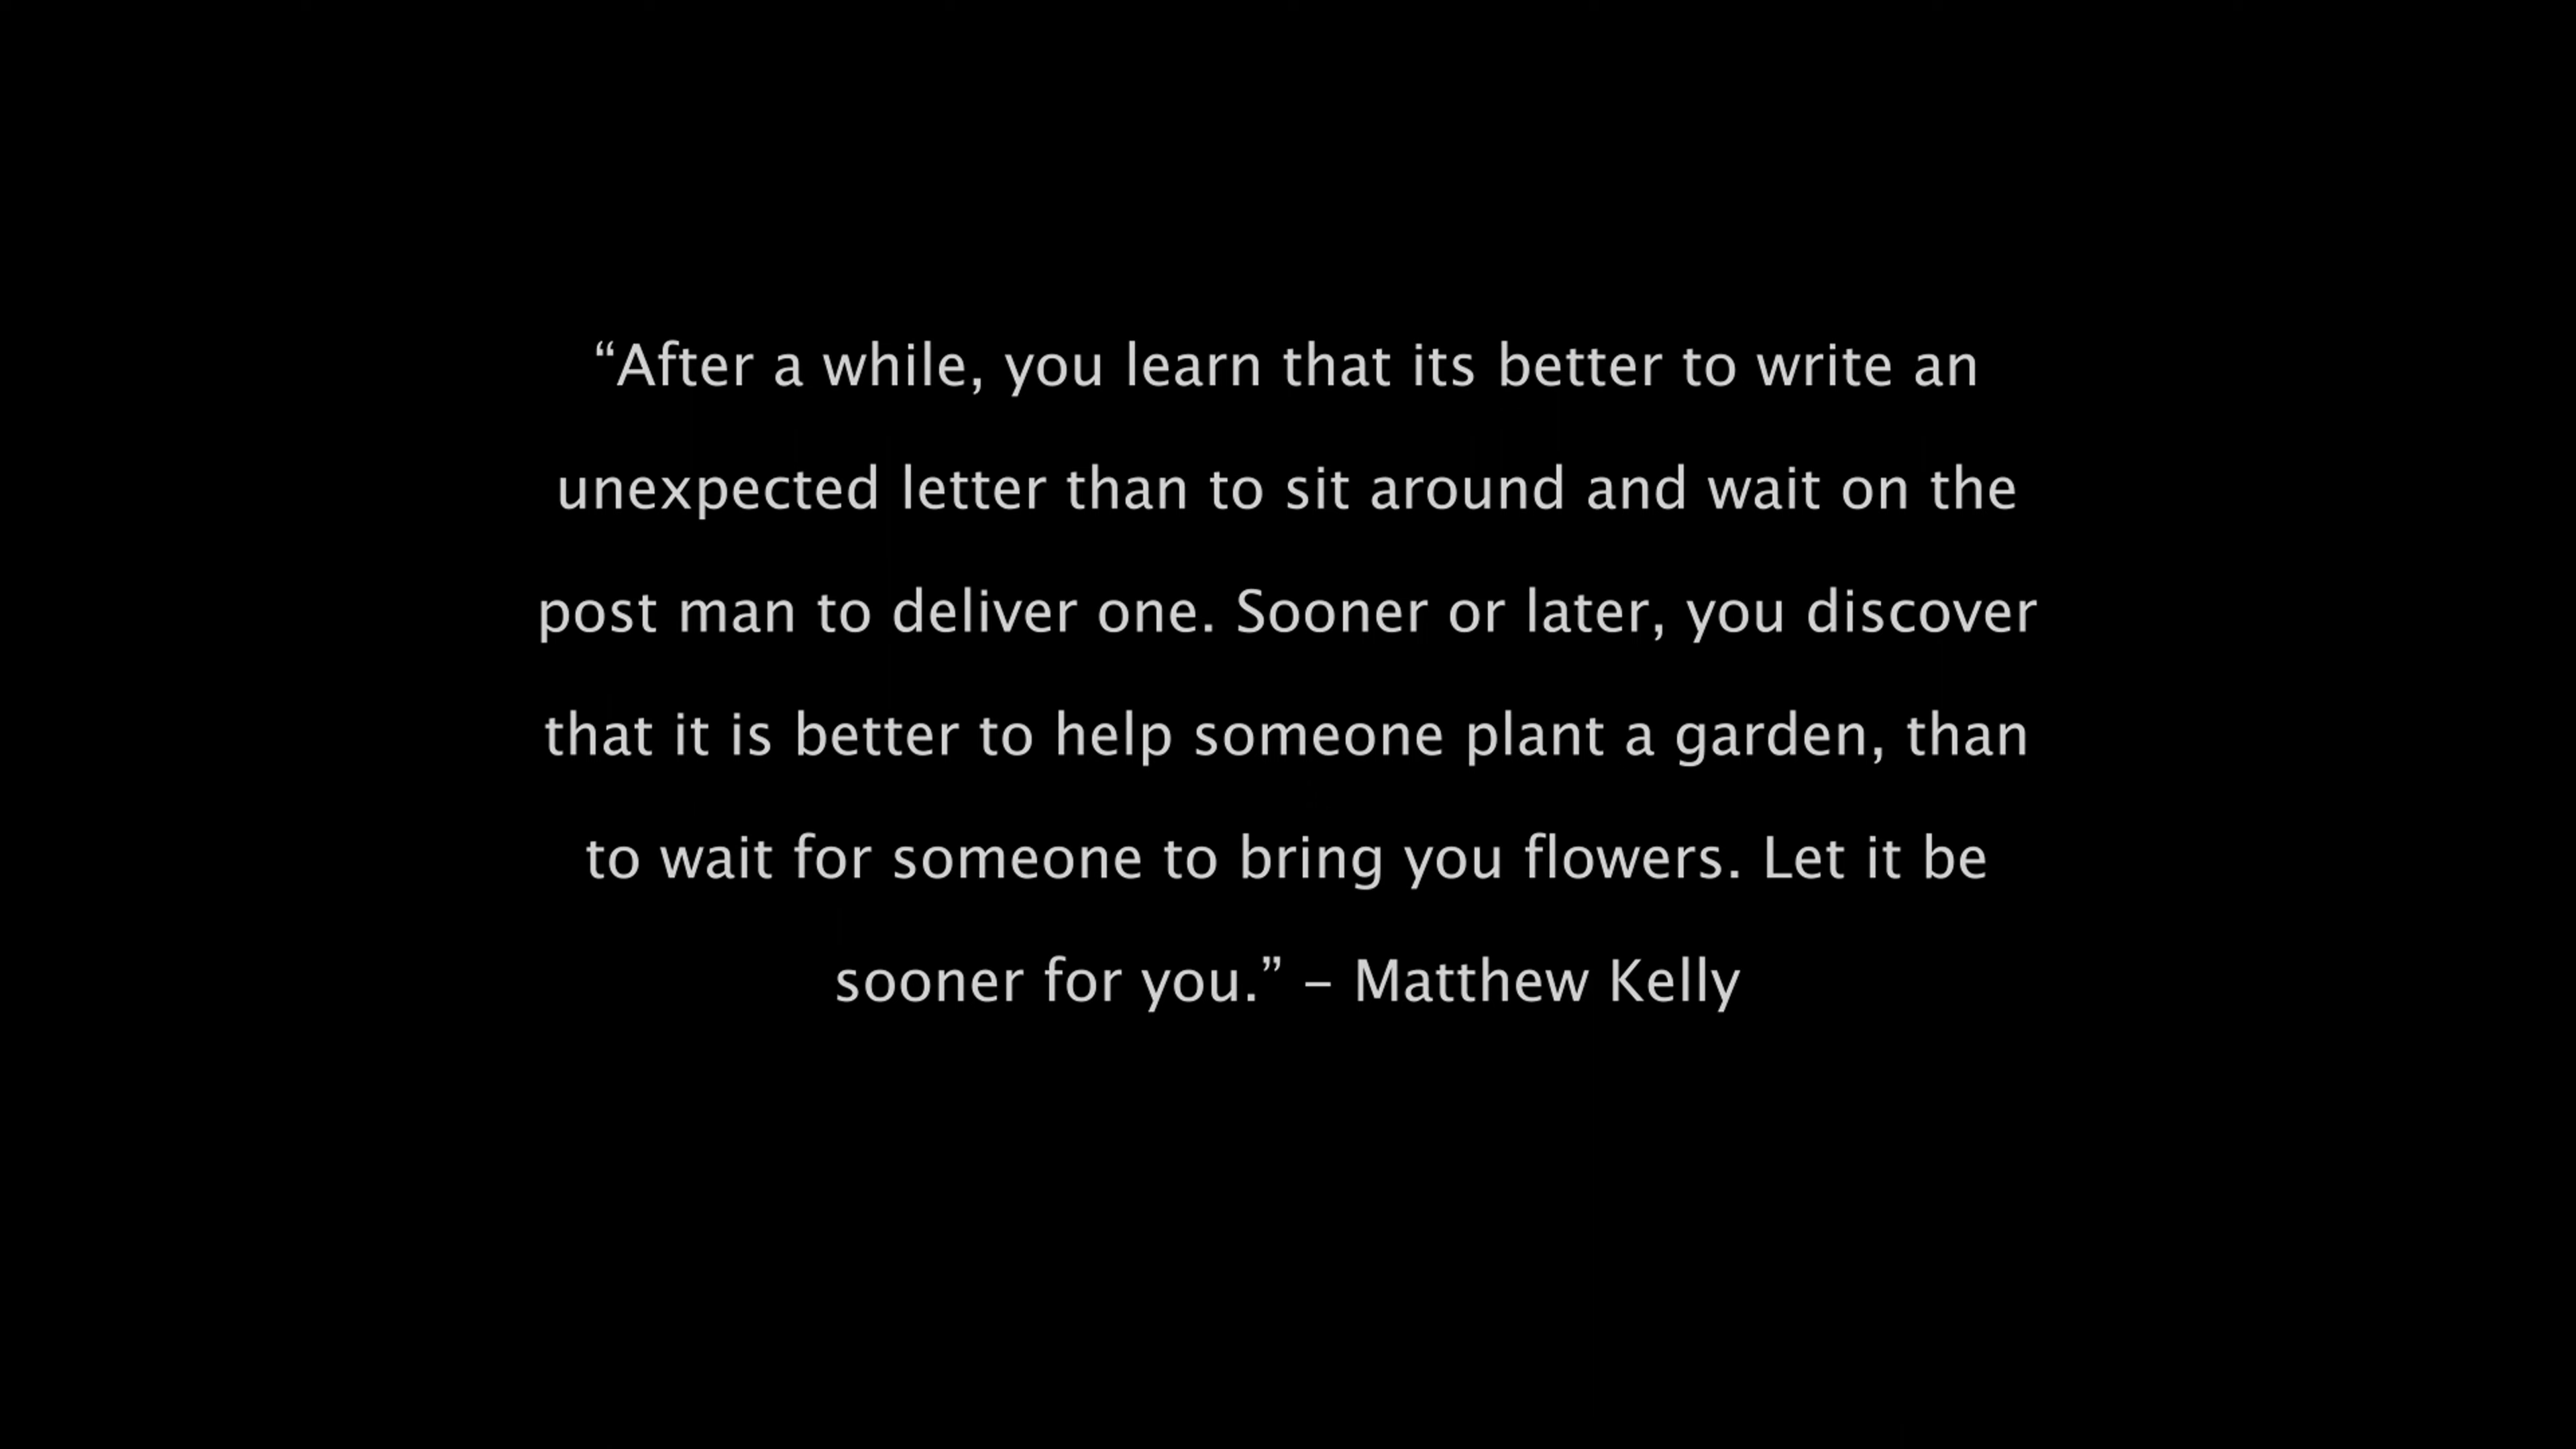 “After a while, you learn that its better to write an
unexpected letter than to sit around and wait on the
post man to deliver one. Sooner or later, you discover
that it is better to help someone plant a garden, than
to wait for someone to bring you flowers. Let it be
sooner for you.” – Matthew Kelly